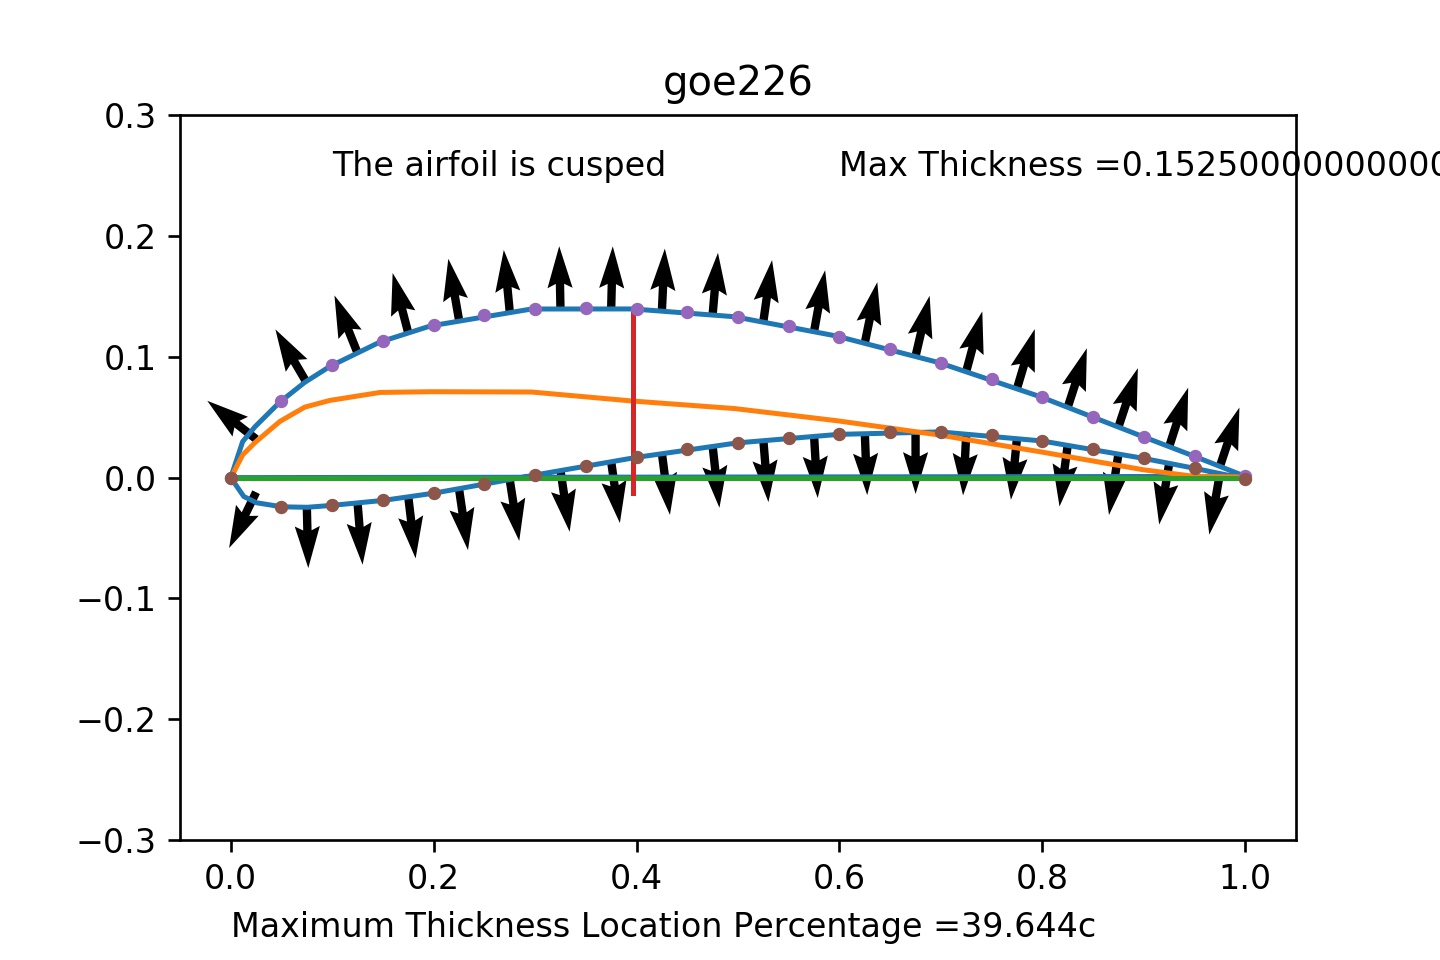 goe226
The airfoil is cusped
Max Thickness =0.15250000000000
0.3
0.2
0.1
0.0
−0.1
−0.2
−0.3
0.0 0.2 0.4 0.6 0.8 1.0
Maximum Thickness Location Percentage =39.644c